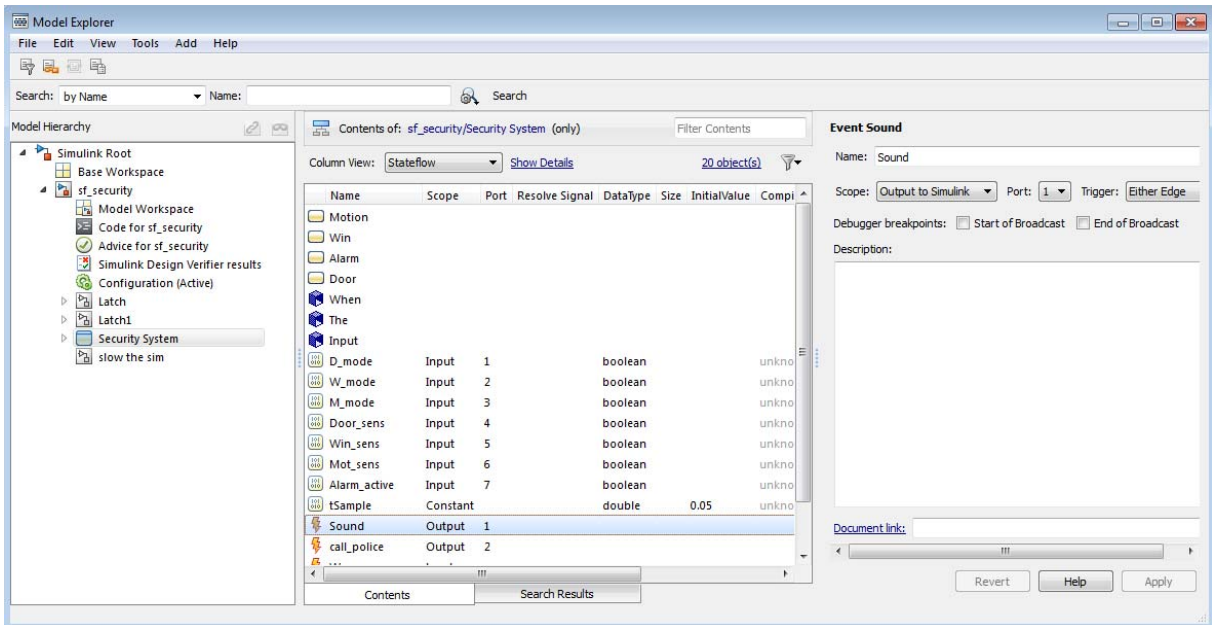 Model Explorer
File Edit View Tools Add Help
Search: by Name Name: Search
Model Hierarchy
Simulink Root
Base Workspace
sf_security
Model Workspace
Code for sf_security
Advice for sf_security
Simulink Design Verifier results
Configuration (Active)
Latch
Latch1
Security System
slow the sim
Contents of: sf_security/Security System (only) Filter Contents
Column View: Stateflow Show Details 20 object(s)
Name Scope Port Resolve Signal DataType Size InitialValue Compi
Motion
Win
Alarm
Door
When
The
Input
D_mode Input 1 boolean unkno
W_mode Input 2 boolean unkno
M_mode Input 3 boolean unkno
Door_sens Input 4 boolean unkno
Win_sens Input 5 boolean unkno
Mot_sens Input 6 boolean unkno
Alarm_active Input 7 boolean unkno
tSample Constant double 0.05 unkno
Sound Output 1
call_police Output 2
Contents Search Results
Event Sound
Name: Sound
Scope: Output to Simulink Port: 1 Trigger: Either Edge
Debugger breakpoints: Start of Broadcast End of Broadcast
Description:
Document link:
Revert Help Apply